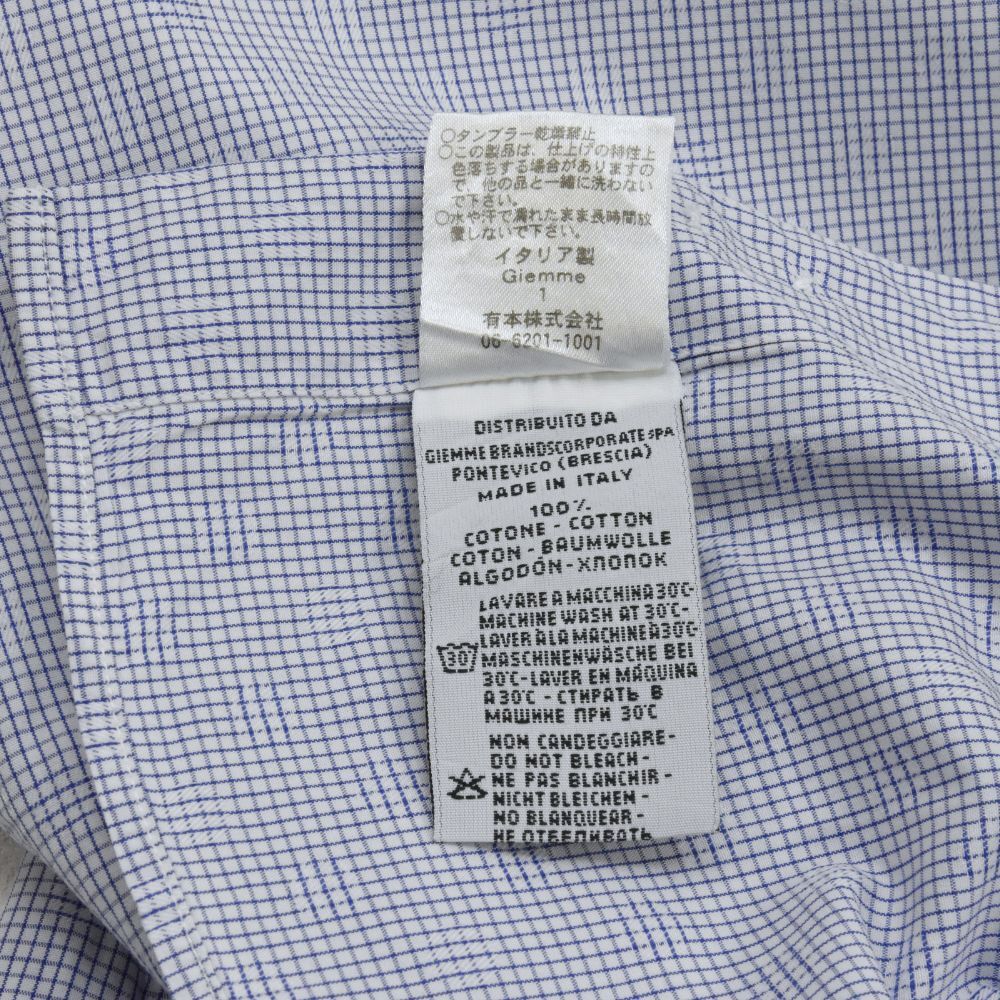 ○タンブラー乾燥禁止
○この製品は、仕上げの特性上
色落ちする場合がありますの
で、他の品と一緒に洗わない
で下さい。
○水や汗で濡れたまま長時間放
置しないで下さい。
イタリア製
Giemme
1
有本株式会社
06-6201-1001
DISTRIBUITO DA
GIEMME BRANDSCORPORATE SPA
PONTEVICO (BRESCIA)
MADE IN ITALY
100%
COTONE - COTTON
COTON - BAUMWOLLE
ALGODÓN-ХЛОПОК
LAVARE A MACCHINA 30°C-
MACHINE WASH AT 30°C-
LAVER À LA MACHINE À 30°C-
30
MASCHINENWÄSCHE BEI
30°C-LAVER EN MÁQUINA
A 30°C - СТИРАТЬ В
МАШИНЕ ПРИ 30°C
NON CANDEGGIARE-
DO NOT BLEACH-
NE PAS BLANCHIR-
NICHT BLEICHEN-
NO BLANQUEAR-
НЕ ОТБЕЛИВАТЬ